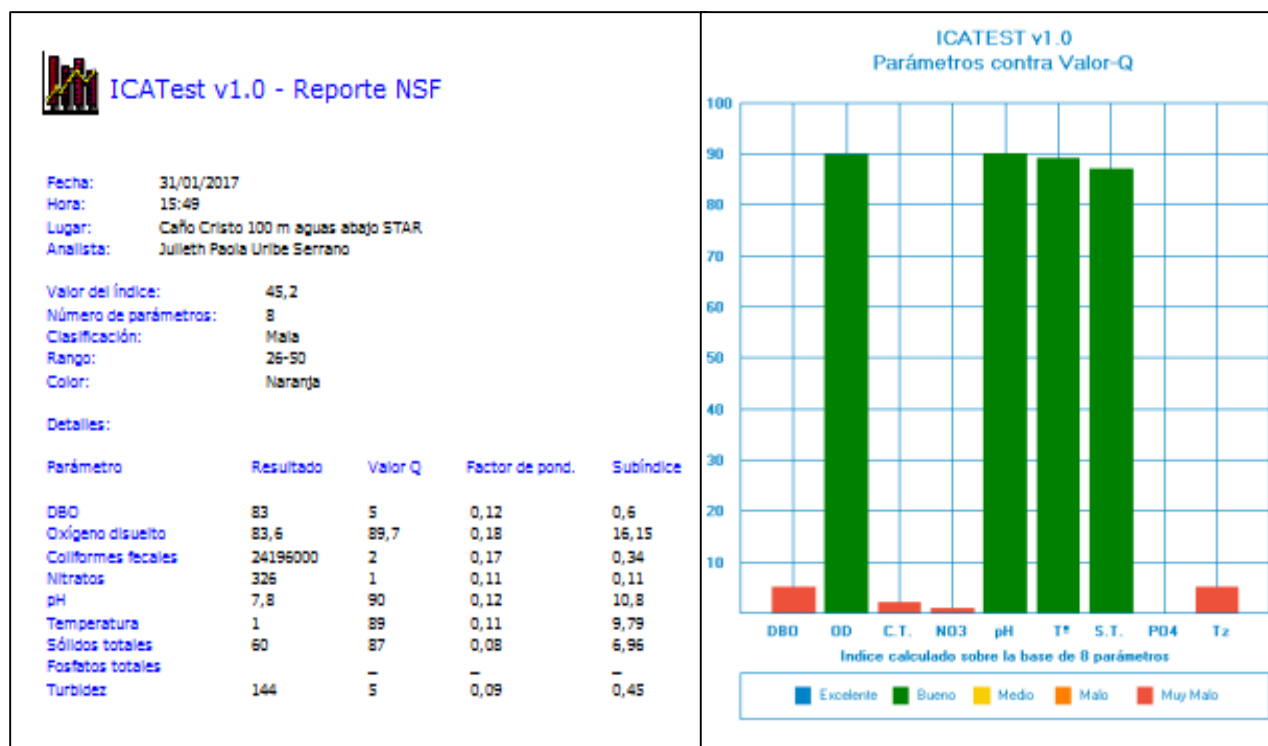 ICATest v1.0 - Reporte NSF
Fecha: 31/01/2017
Hora: 15:49
Lugar: Caño Cristo 100 m aguas abajo STAR
Analista: Julieth Paola Uribe Serrano
Valor del índice: 45,2
Número de parámetros: 8
Clasificación: Mala
Rango: 26-50
Color: Naranja
Detalles:
Parámetro Resultado Valor Q Factor de pond. Subíndice
DBO 83 5 0,12 0,6
Oxígeno disuelto 83,6 89,7 0,18 16,15
Coliformes fecales 24196000 2 0,17 0,34
Nitratos 326 1 0,11 0,11
pH 7,8 90 0,12 10,8
Temperatura 1 89 0,11 9,79
Sólidos totales 60 87 0,08 6,96
Fosfatos totales _ _ _
Turbidez 144 5 0,09 0,45
ICATEST v1.0
Parámetros contra Valor-Q
100
90
80
70
60
50
40
30
20
10
DBO OD C.T. NO3 pH Tª S.T. PO4 Tz
Indice calculado sobre la base de 8 parámetros
Excelente Bueno Medio Malo Muy Malo